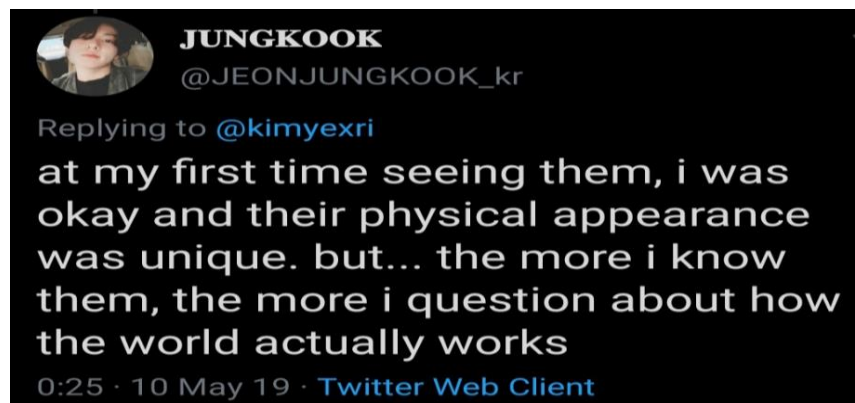 JUNGKOOK
@JEONJUNGKOOK_kr
Replying to @kimyexri
at my first time seeing them, i was
okay and their physical appearance
was unique. but... the more i know
them, the more i question about how
the world actually works
0:25 · 10 May 19 · Twitter Web Client